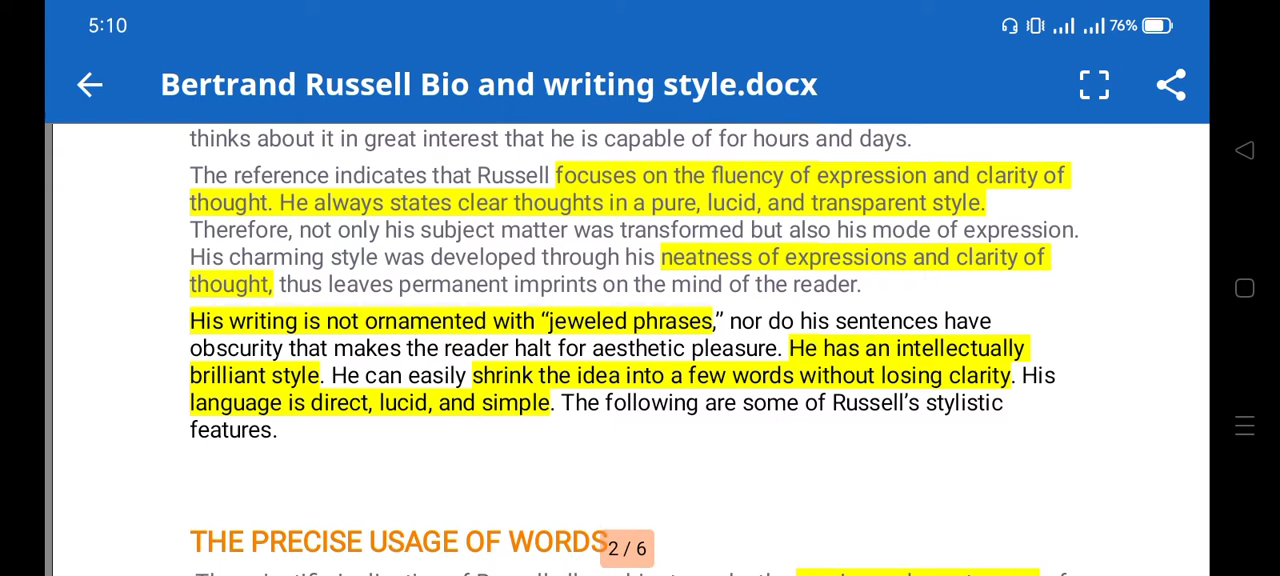 5:10
76%
Bertrand Russell Bio and writing style.docx
thinks about it in great interest that he is capable of for hours and days.
The reference indicates that Russell focuses on the fluency of expression and clarity of
thought. He always states clear thoughts in a pure, lucid, and transparent style.
Therefore, not only his subject matter was transformed but also his mode of expression.
His charming style was developed through his neatness of expressions and clarity of
thought, thus leaves permanent imprints on the mind of the reader.
His writing is not ornamented with “jeweled phrases,” nor do his sentences have
obscurity that makes the reader halt for aesthetic pleasure. He has an intellectually
brilliant style. He can easily shrink the idea into a few words without losing clarity. His
language is direct, lucid, and simple. The following are some of Russell’s stylistic
features.
THE PRECISE USAGE OF WORDS
2 / 6